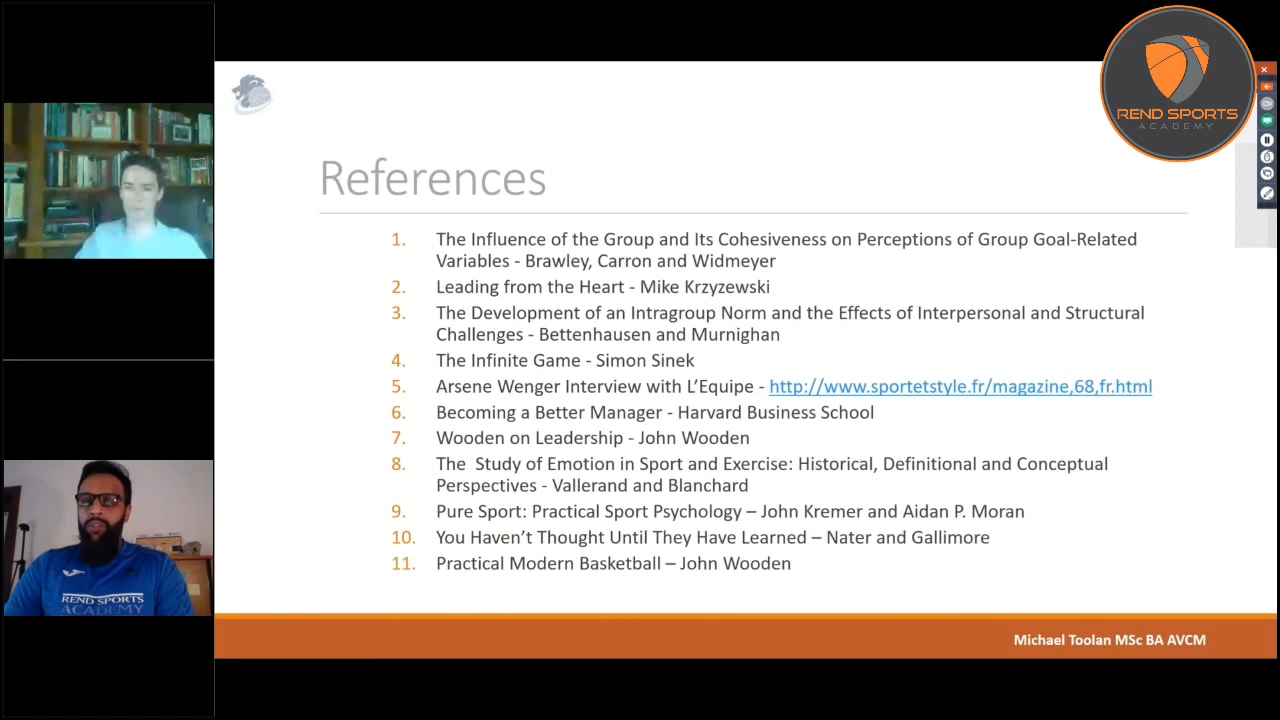 REND SPORTS
ACADEMY
References
1. The Influence of the Group and Its Cohesiveness on Perceptions of Group Goal-Related
Variables - Brawley, Carron and Widmeyer
2. Leading from the Heart - Mike Krzyzewski
3. The Development of an Intragroup Norm and the Effects of Interpersonal and Structural
Challenges - Bettenhausen and Murnighan
4. The Infinite Game - Simon Sinek
5. Arsene Wenger Interview with L’Equipe - http://www.sportetstyle.fr/magazine,68,fr.html
6. Becoming a Better Manager - Harvard Business School
7. Wooden on Leadership - John Wooden
8. The  Study of Emotion in Sport and Exercise: Historical, Definitional and Conceptual
Perspectives - Vallerand and Blanchard
9. Pure Sport: Practical Sport Psychology – John Kremer and Aidan P. Moran
10. You Haven’t Thought Until They Have Learned – Nater and Gallimore
11. Practical Modern Basketball – John Wooden
Michael Toolan MSc BA AVCM
REND SPORTS
ACADEMY